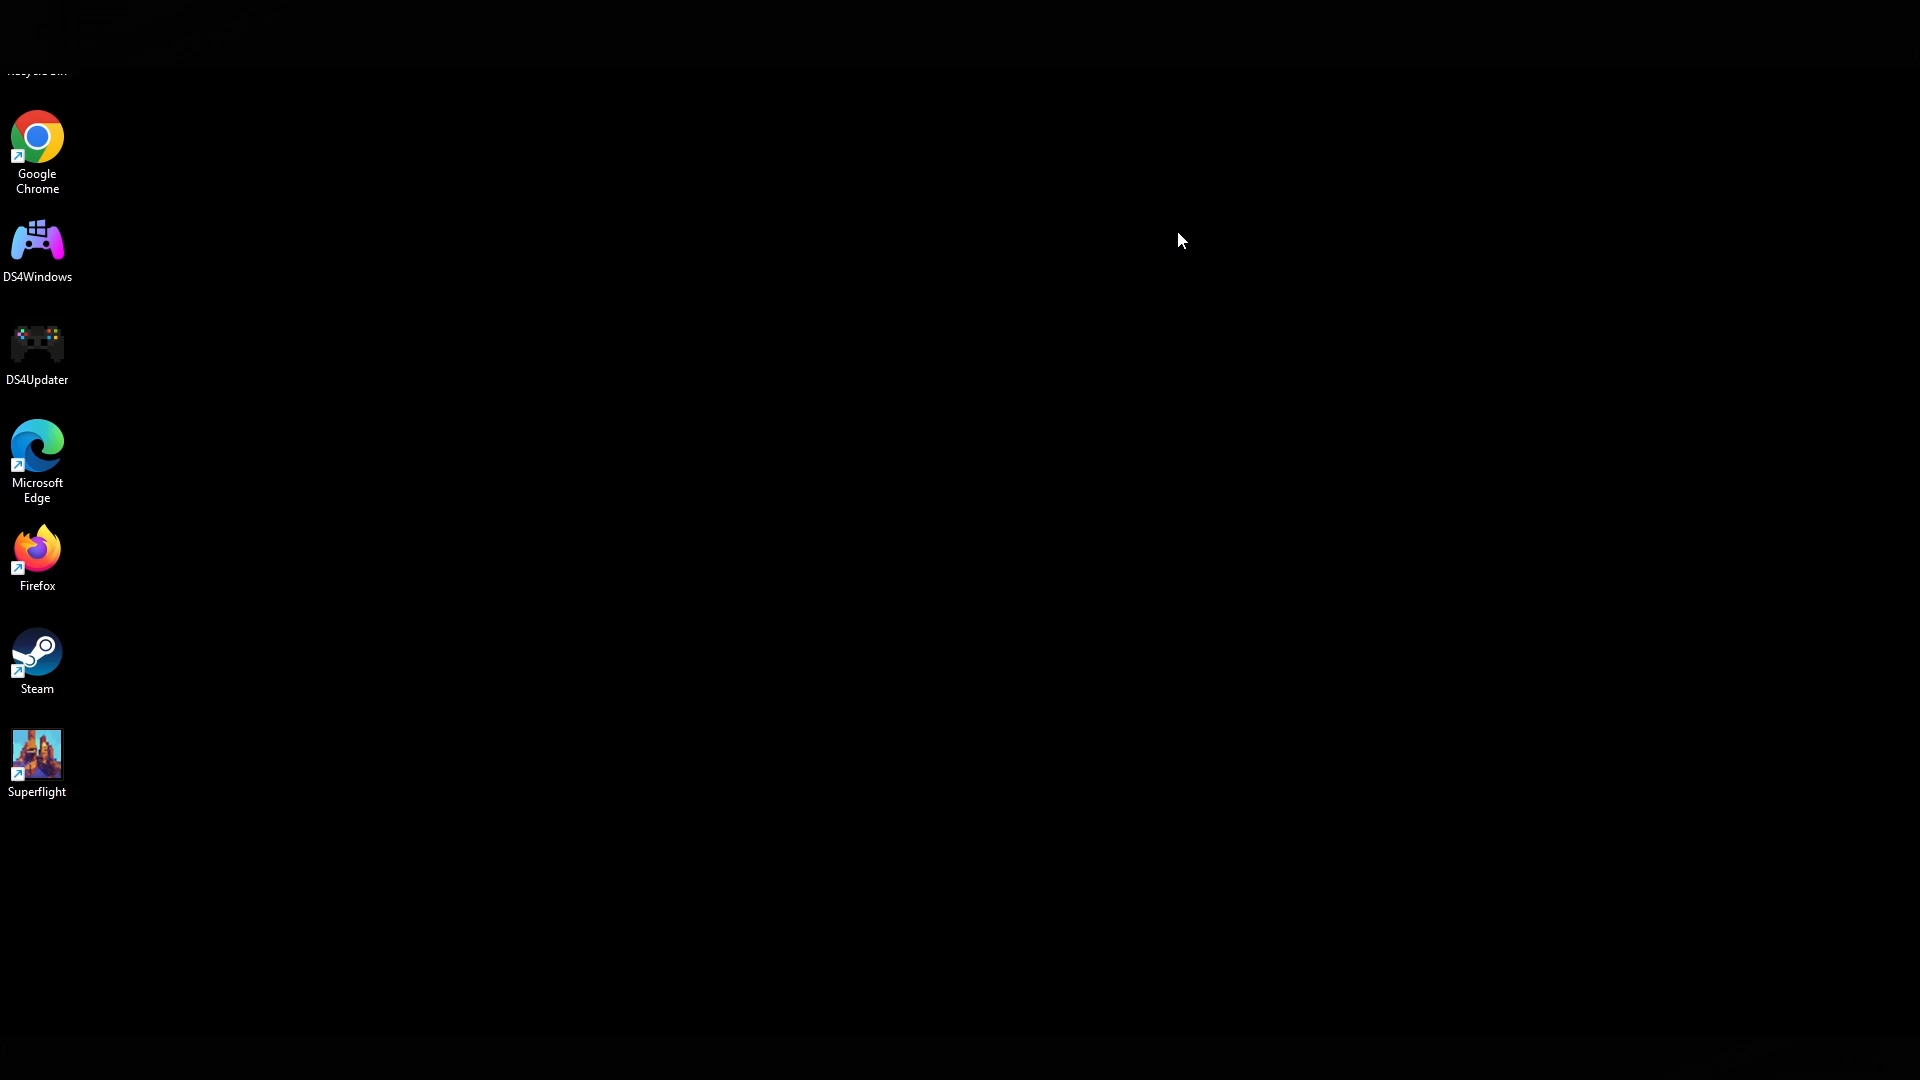 Google
Chrome
DS4Windows
DS4Updater
Microsoft
Edge
Firefox
Steam
Superflight